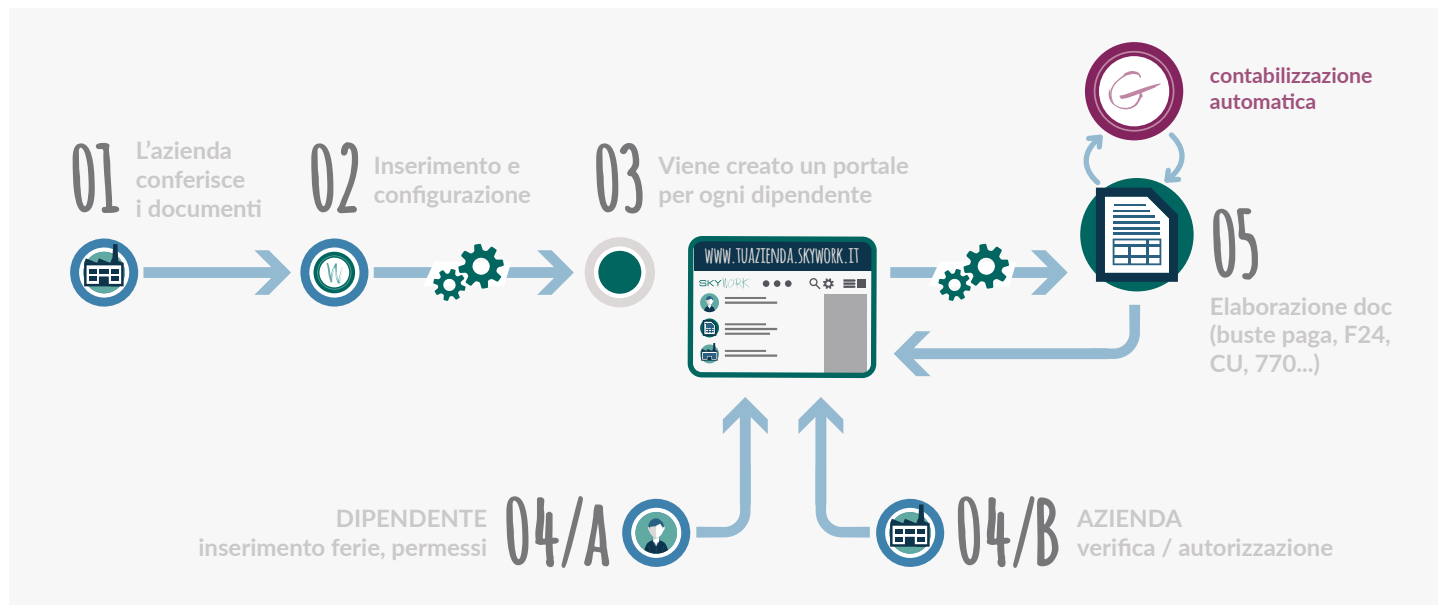 01
L'azienda
conferisce
i documenti
02
Inserimento e
configurazione
03
Viene creato un portale
per ogni dipendente
WWW.TUAZIENDA.SKYWORK.IT
SKYWORK
W
G
contabilizzazione
automatica
05
Elaborazione doc
(buste paga, F24,
CU, 770...)
DIPENDENTE
inserimento ferie, permessi
04/A
04/B
AZIENDA
verifica / autorizzazione